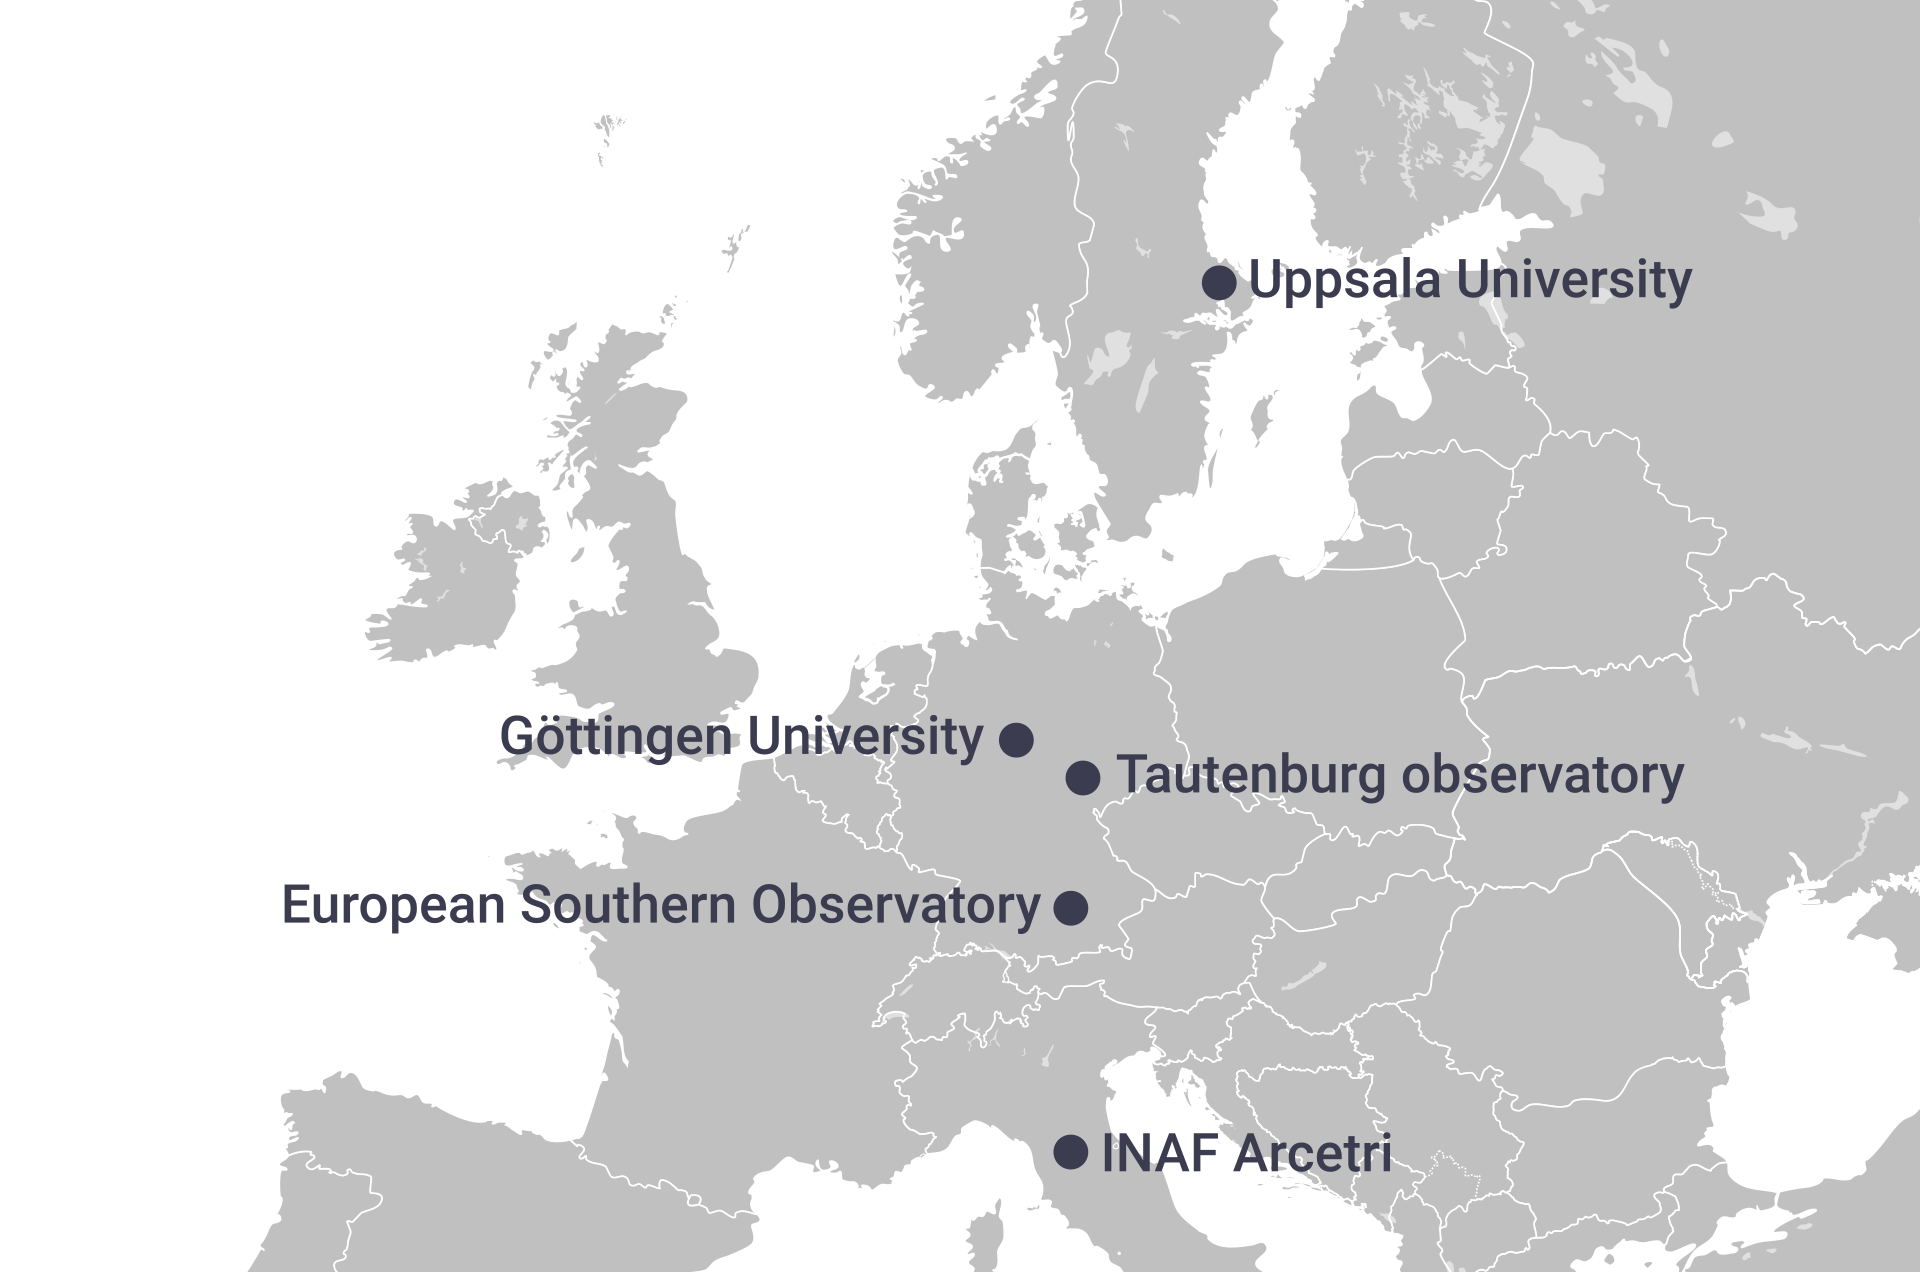 Uppsala University
Göttingen University
Tautenburg observatory
European Southern Observatory
INAF Arcetri